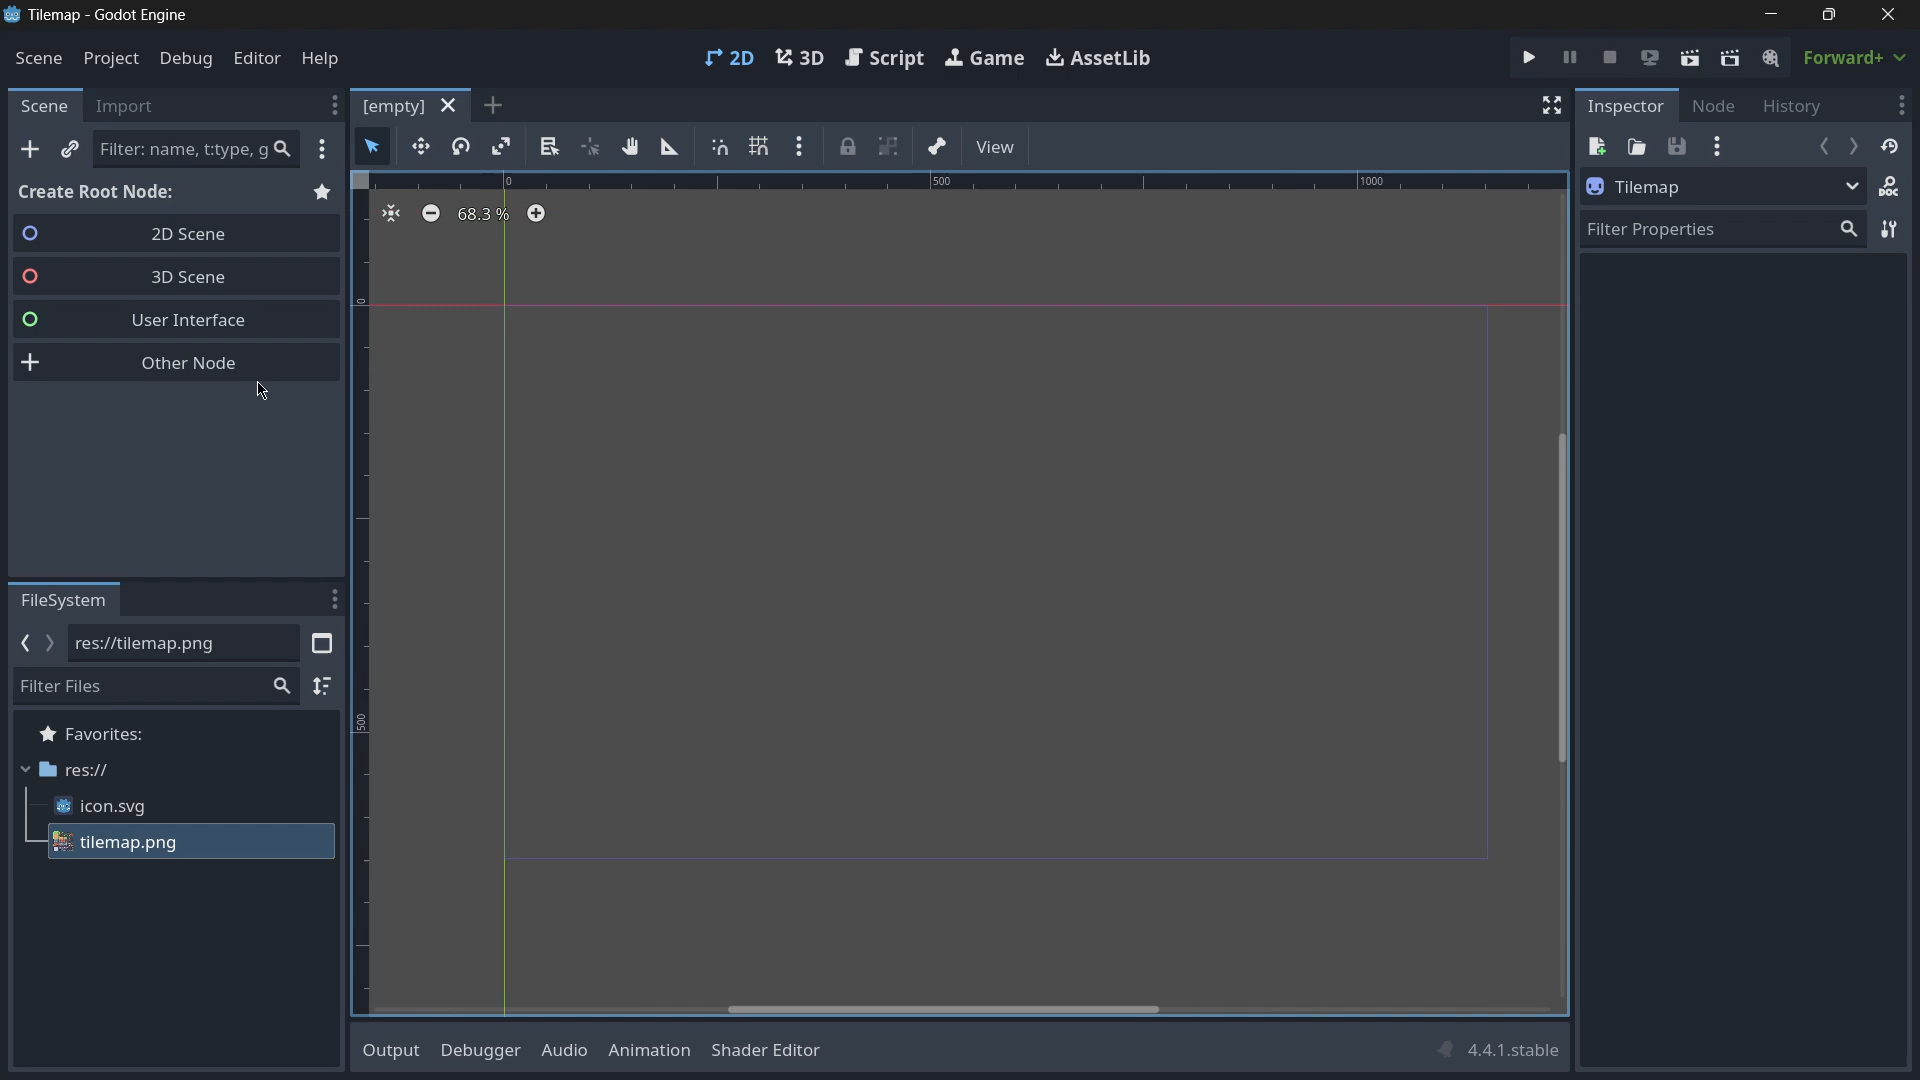 Tilemap - Godot Engine
Scene Project Debug Editor Help
2D 3D Script Game AssetLib
Forward+
Scene Import
Filter: name, t:type, g
Create Root Node:
2D Scene
3D Scene
User Interface
Other Node
FileSystem
res://tilemap.png
Filter Files
Favorites:
res://
icon.svg
tilemap.png
[empty]
View
0 500 1000
68.3 %
0
500
Output Debugger Audio Animation Shader Editor
4.4.1.stable
Inspector Node History
DOC
Tilemap
Filter Properties